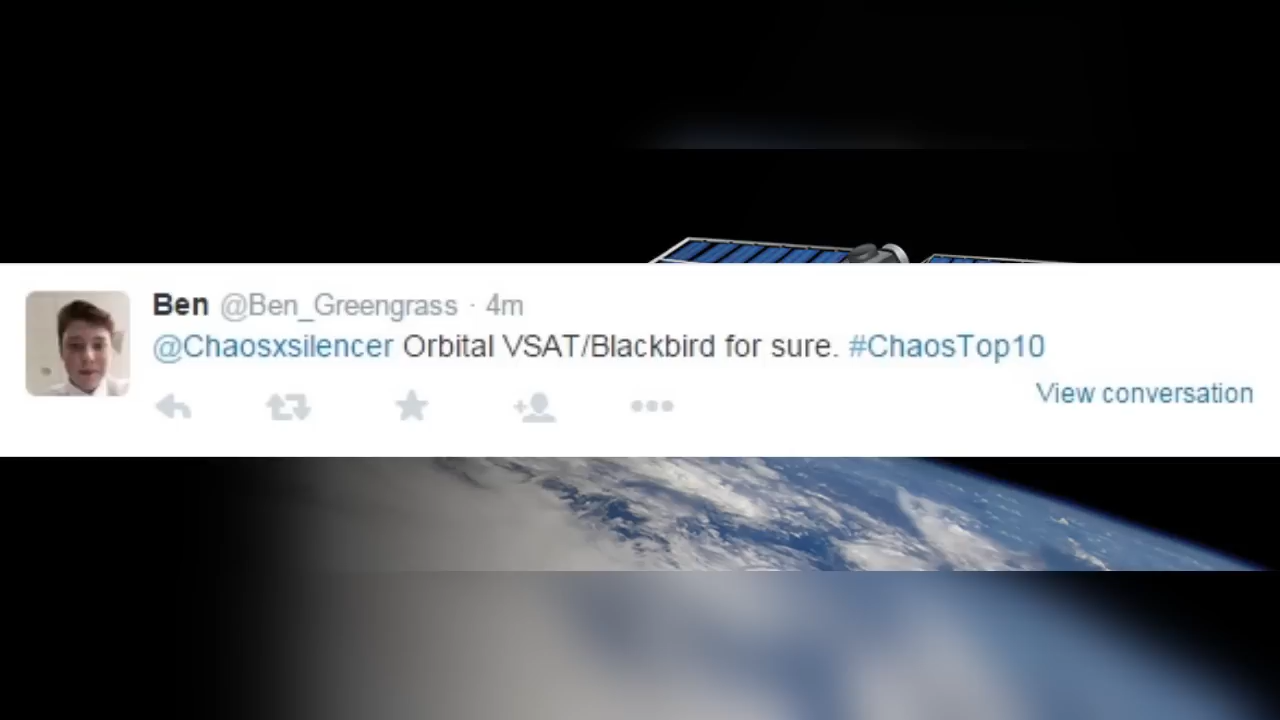 Ben @Ben_Greengrass · 4m
@Chaosxsilencer Orbital VSAT/Blackbird for sure. #ChaosTop10
View conversation